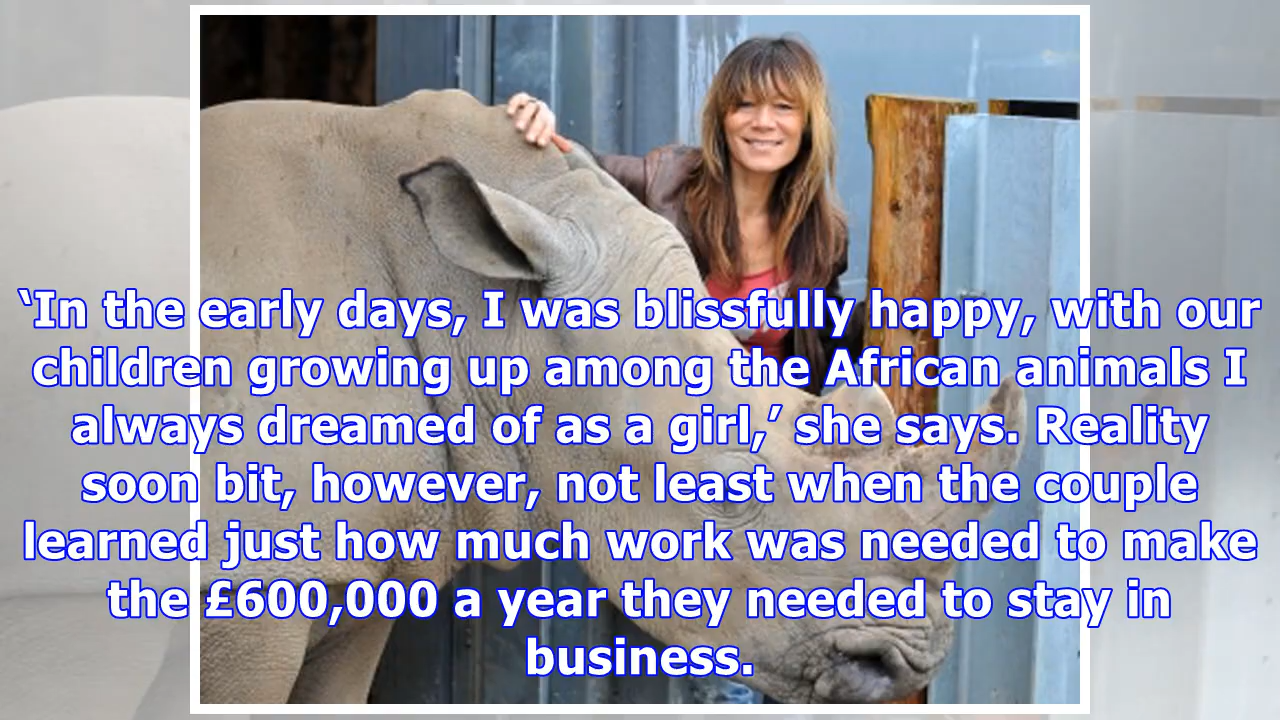 ‘In the early days, I was blissfully happy, with our
children growing up among the African animals I
always dreamed of as a girl,’ she says. Reality
soon bit, however, not least when the couple
learned just how much work was needed to make
the £600,000 a year they needed to stay in
business.